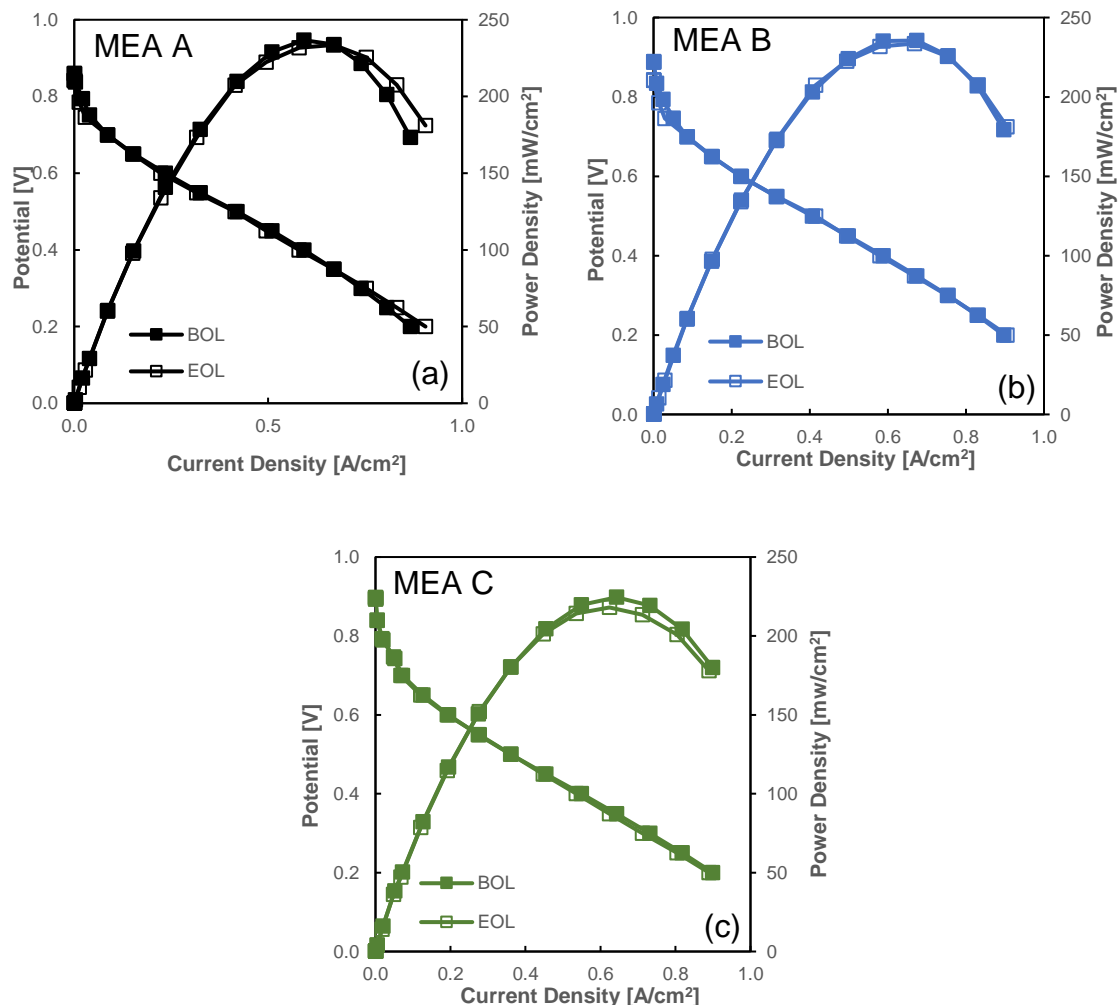 MEA A
Potential [V]
1.0
0.8
0.6
0.4
0.2
0.0
250
200
150
100
50
0
Power Density [mW/cm²]
BOL
EOL
(a)
0.0
0.5
1.0
Current Density [A/cm²]
MEA B
Potential [V]
1.0
0.8
0.6
0.4
0.2
0.0
250
200
150
100
50
0
Power Density [mW/cm²]
BOL
EOL
(b)
0.0
0.2
0.4
0.6
0.8
1.0
Current Density [A/cm²]
MEA C
Potential [V]
1.0
0.8
0.6
0.4
0.2
0.0
250
200
150
100
50
0
Power Density [mw/cm²]
BOL
EOL
(c)
0.0
0.2
0.4
0.6
0.8
1.0
Current Density [A/cm²]